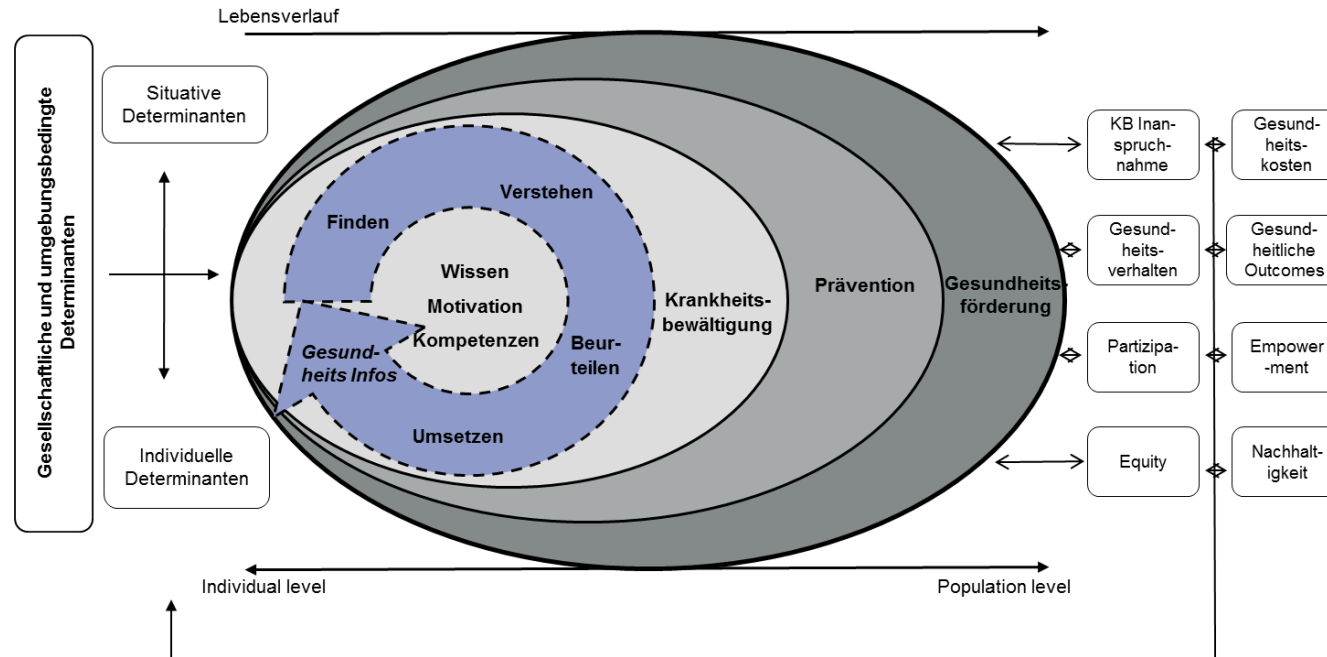 Lebensverlauf
Gesellschaftliche und umgebungsbedingte
Determinanten
Situative
Determinanten
Individuelle
Determinanten
Finden
Verstehen
Wissen
Motivation
Kompetenzen
Beur-
teilen
Gesund-
heits Infos
Umsetzen
Krankheits-
bewältigung
Prävention
Gesundheits-
förderung
KB Inan-
spruch-
nahme
Gesund-
heits-
kosten
Gesund-
heits-
verhalten
Gesund-
heitliche
Outcomes
Partizipa-
tion
Empower
-ment
Equity
Nachhalt-
igkeit
Individual level
Population level